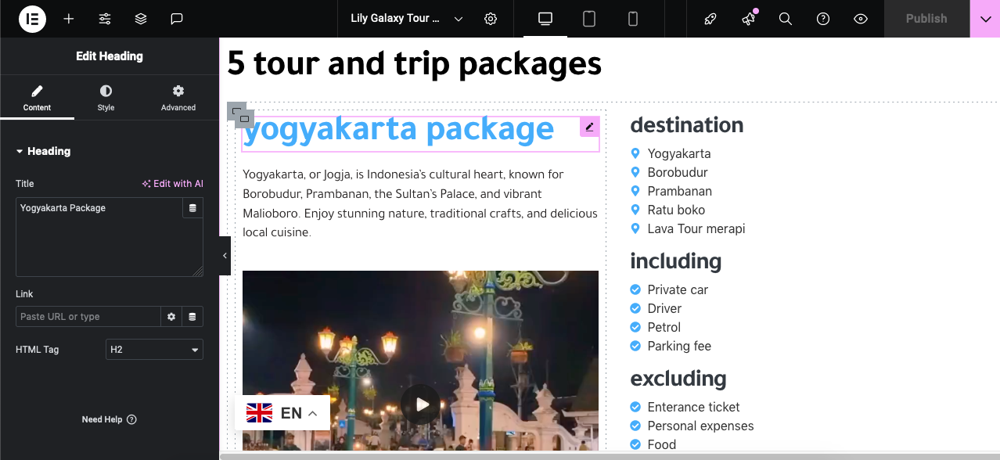 Lily Galaxy Tour ...
Publish
Edit Heading
Content
Style
Advanced
Heading
Title
Edit with AI
Yogyakarta Package
Link
Paste URL or type
HTML Tag
H2
Need Help
5 tour and trip packages
yogyakarta package
Yogyakarta, or Jogja, is Indonesia's cultural heart, known for
Borobudur, Prambanan, the Sultan's Palace, and vibrant
Malioboro. Enjoy stunning nature, traditional crafts, and delicious
local cuisine.
EN
destination
Yogyakarta
Borobudur
Prambanan
Ratu boko
Lava Tour merapi
including
Private car
Driver
Petrol
Parking fee
excluding
Enterance ticket
Personal expenses
Food